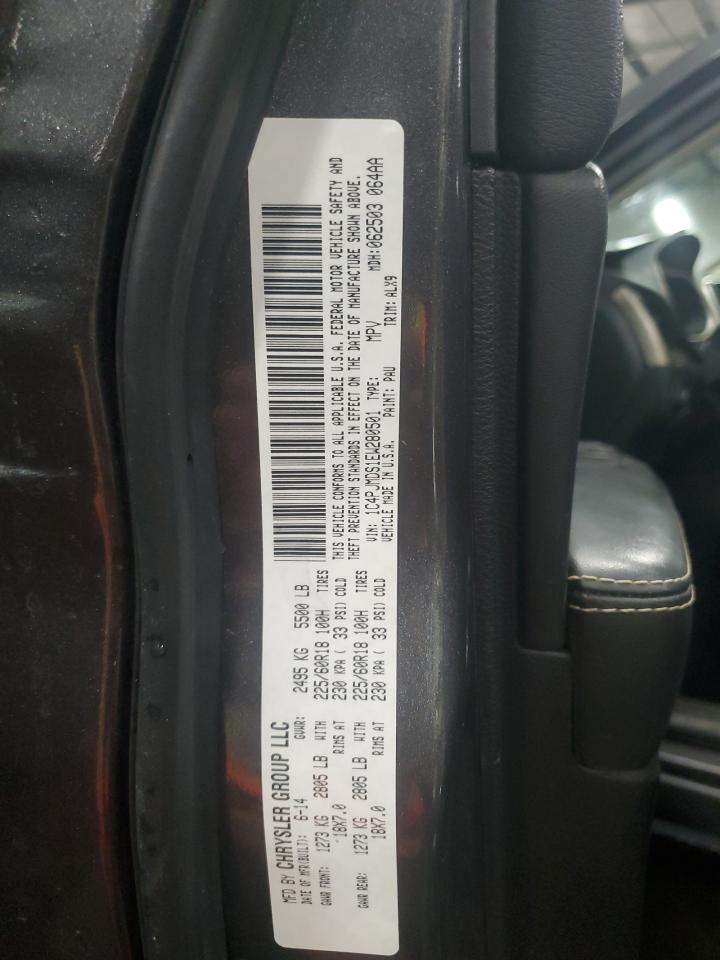 MFD BY CHRYSLER GROUP LLC
DATE OF MFR(BUILT): 6-14 GVWR: 2495 KG 5500 LB
GAWR FRONT: 1273 KG 2805 LB WITH 225/60R18 100H TIRES
18X7.0 RIMS AT 230 KPA ( 33 PSI) COLD
GAWR REAR: 1273 KG 2805 LB WITH 225/60R18 100H TIRES
18X7.0 RIMS AT 230 KPA ( 33 PSI) COLD
THIS VEHICLE CONFORMS TO ALL APPLICABLE U.S.A. FEDERAL MOTOR VEHICLE SAFETY AND
THEFT PREVENTION STANDARDS IN EFFECT ON THE DATE OF MANUFACTURE SHOWN ABOVE.
VIN: 1C4PJMDS1EW280501 TYPE: MPV MDH:062503 064AA
VEHICLE MADE IN U.S.A. PAINT: PAU TRIM: ALX9